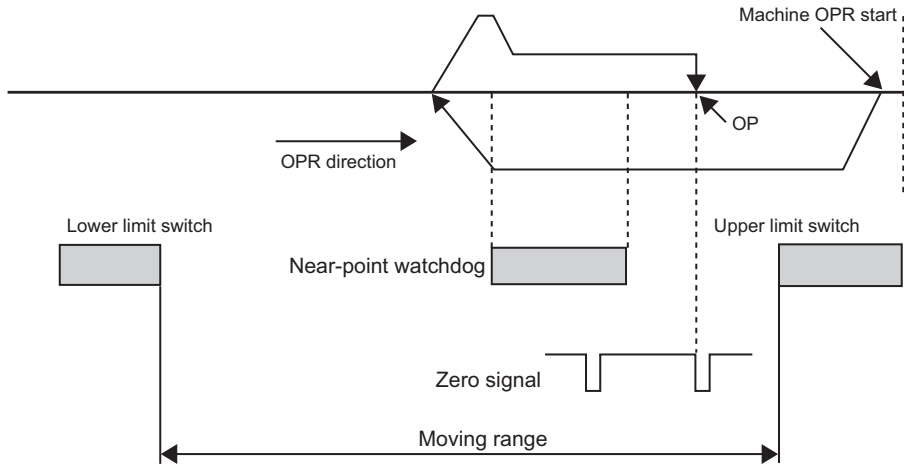 Machine OPR start
OP
OPR direction
Lower limit switch
Upper limit switch
Near-point watchdog
Zero signal
Moving range